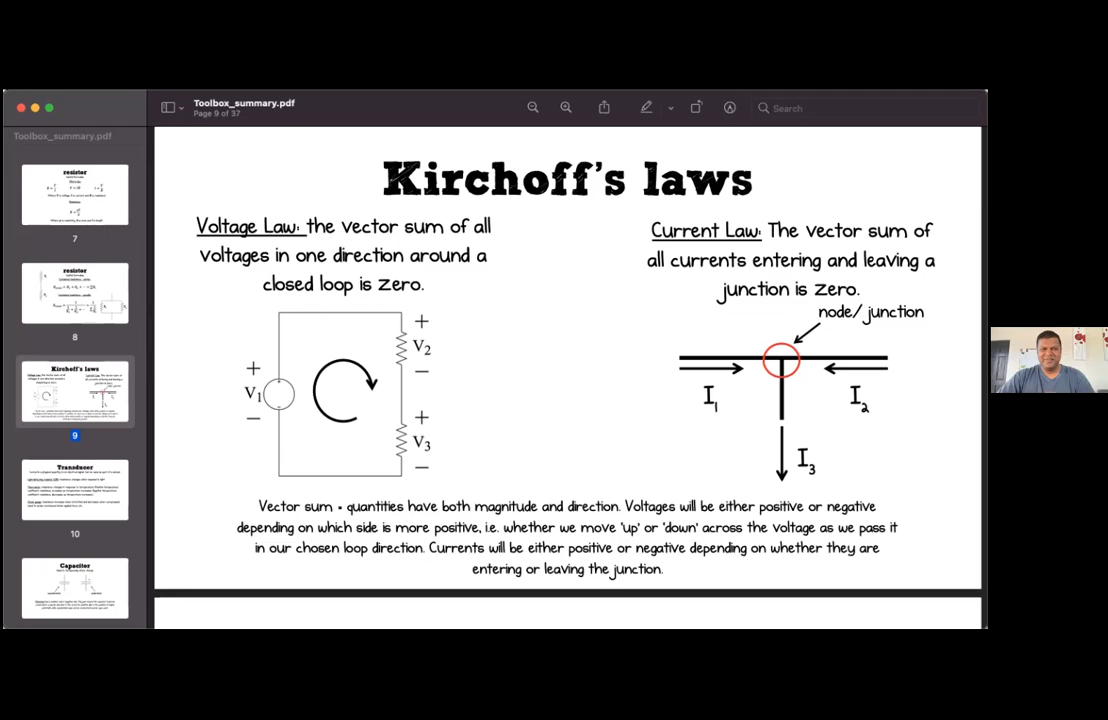 Toolbox_summary.pdf
Page 9 of 37
Search
Toolbox_summary.pdf
resistor
7
resistor
8
Kirchoff's laws
9
Transducer
10
Capacitor
Kirchoff's laws
Voltage Law: the vector sum of all
voltages in one direction around a
closed loop is zero.
+
V1
−
+
V2
−
+
V3
−
Current Law: The vector sum of
all currents entering and leaving a
junction is zero.
node/ junction
I1
I2
I3
Vector sum = quantities have both magnitude and direction. Voltages will be either positive or negative
depending on which side is more positive, i.e. whether we move 'up' or 'down' across the voltage as we pass it
in our chosen loop direction. Currents will be either positive or negative depending on whether they are
entering or leaving the junction.